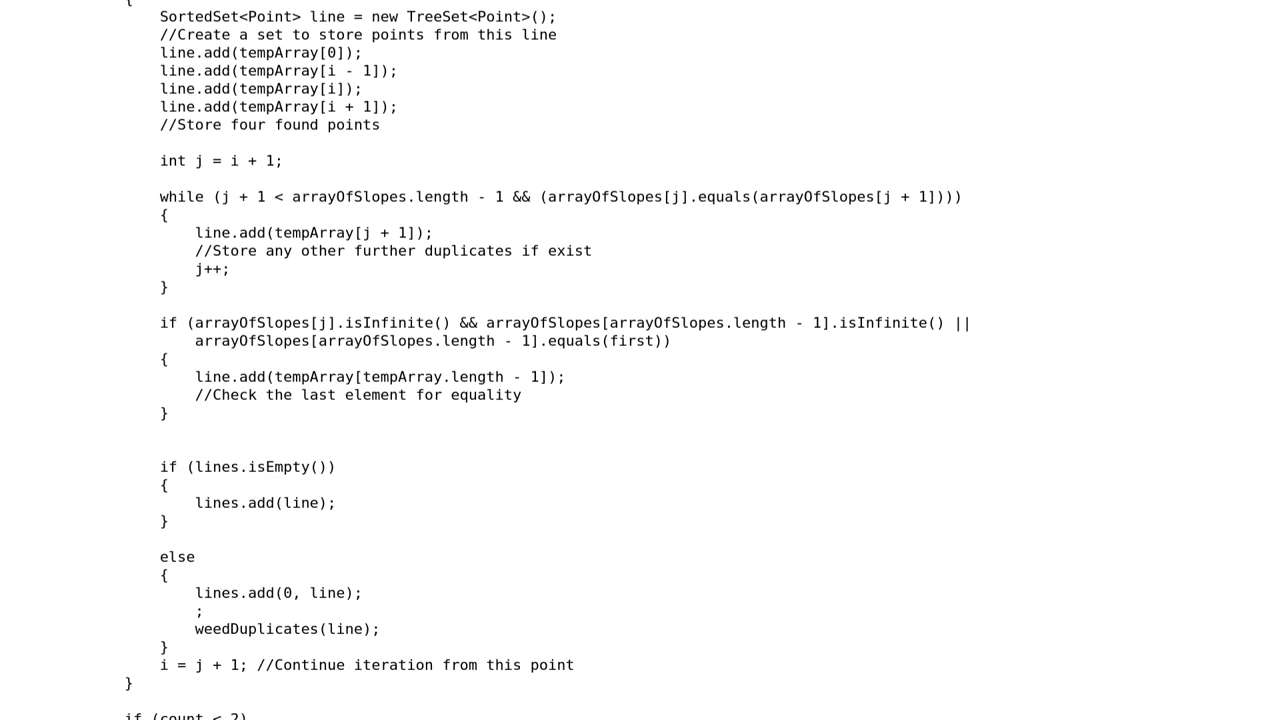 {
SortedSet<Point> line = new TreeSet<Point>();
//Create a set to store points from this line
line.add(tempArray[0]);
line.add(tempArray[i - 1]);
line.add(tempArray[i]);
line.add(tempArray[i + 1]);
//Store four found points
int j = i + 1;
while (j + 1 < arrayOfSlopes.length - 1 && (arrayOfSlopes[j].equals(arrayOfSlopes[j + 1])))
{
line.add(tempArray[j + 1]);
//Store any other further duplicates if exist
j++;
}
if (arrayOfSlopes[j].isInfinite() && arrayOfSlopes[arrayOfSlopes.length - 1].isInfinite() ||
arrayOfSlopes[arrayOfSlopes.length - 1].equals(first))
{
line.add(tempArray[tempArray.length - 1]);
//Check the last element for equality
}
if (lines.isEmpty())
{
lines.add(line);
}
else
{
lines.add(0, line);
;
weedDuplicates(line);
}
i = j + 1; //Continue iteration from this point
}
if (count < 2)